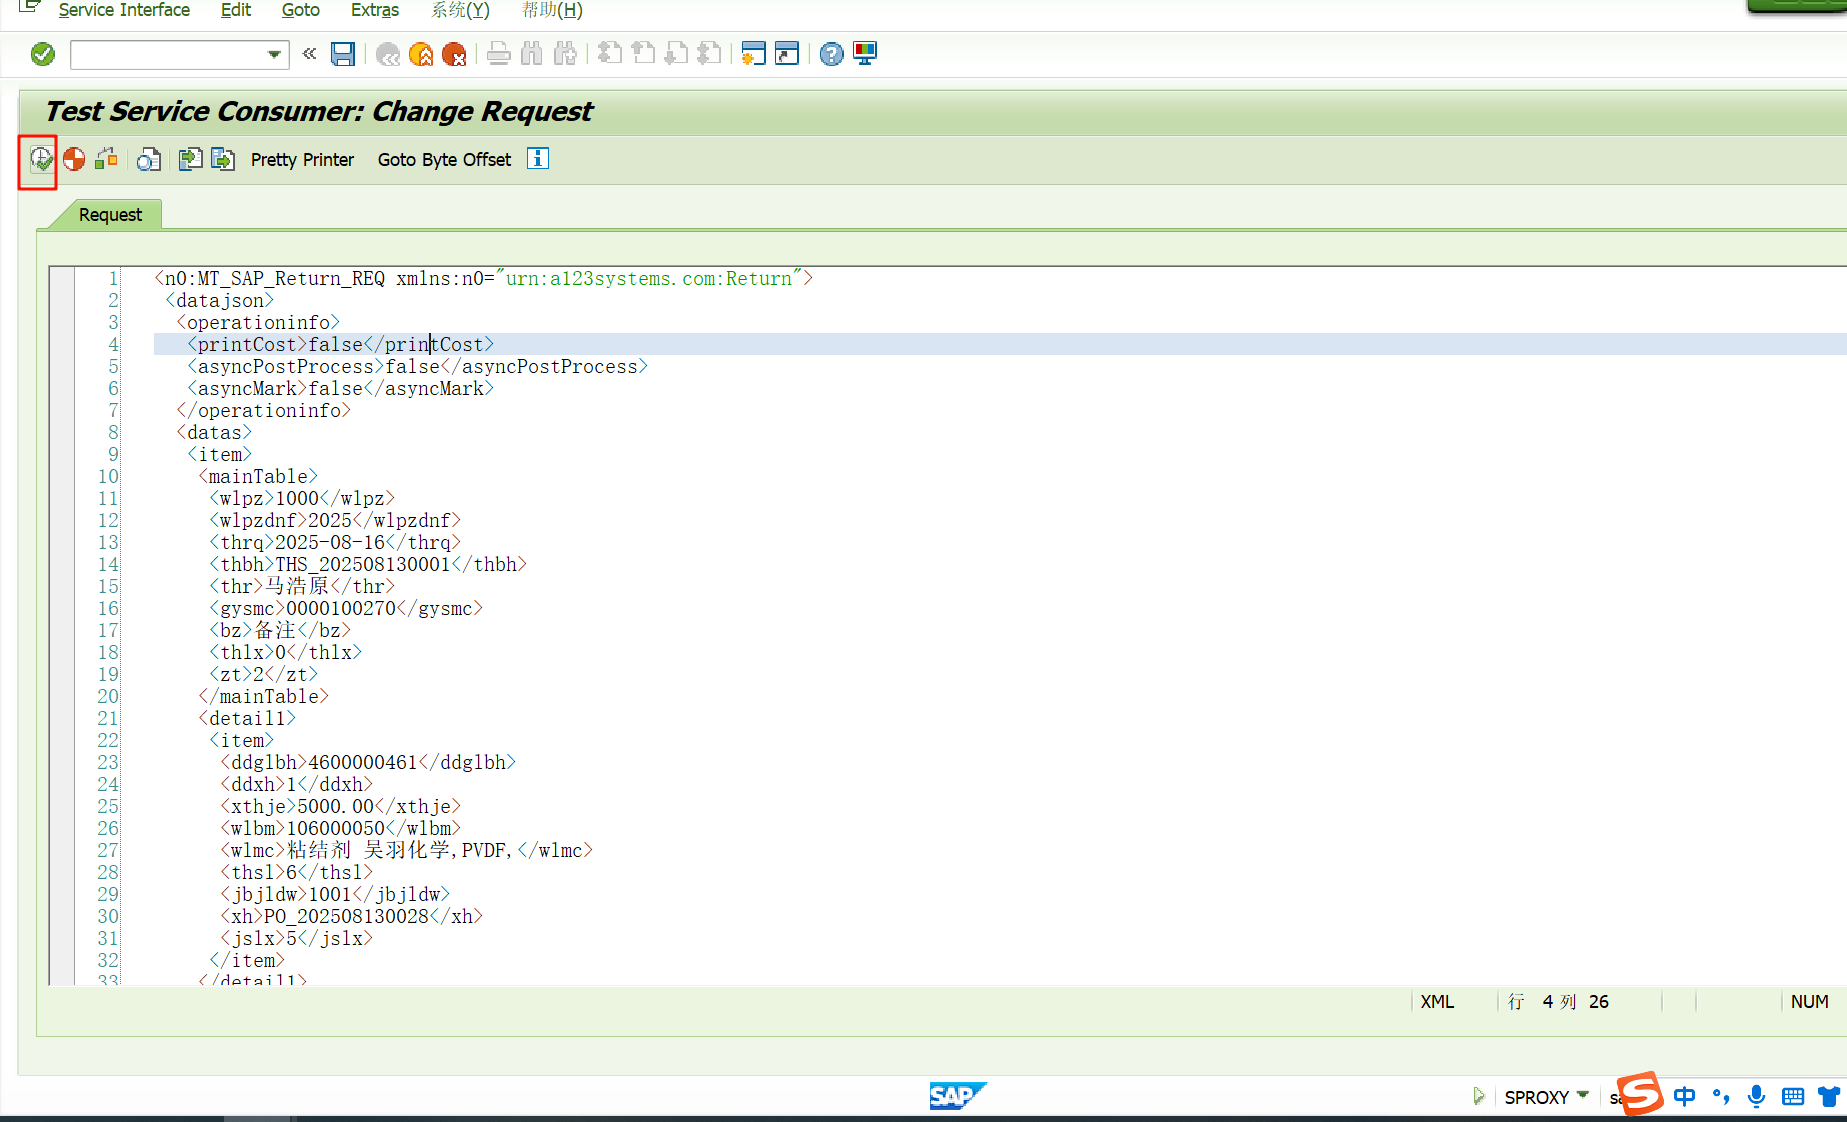 Service Interface Edit Goto Extras 系统(Y) 帮助(H)
Test Service Consumer: Change Request
Pretty Printer Goto Byte Offset
Request
1 <n0:MT_SAP_Return_REQ xmlns:n0="urn:a123systems.com:Return">
2 <datajson>
3 <operationinfo>
4 <printCost>false</printCost>
5 <asyncPostProcess>false</asyncPostProcess>
6 <asyncMark>false</asyncMark>
7 </operationinfo>
8 <datas>
9 <item>
10 <mainTable>
11 <wlpz>1000</wlpz>
12 <wlpzdnf>2025</wlpzdnf>
13 <thrq>2025-08-16</thrq>
14 <thbh>THS_202508130001</thbh>
15 <thr>马浩原</thr>
16 <gysmc>0000100270</gysmc>
17 <bz>备注</bz>
18 <thlx>0</thlx>
19 <zt>2</zt>
20 </mainTable>
21 <detail1>
22 <item>
23 <ddglbh>4600000461</ddglbh>
24 <ddxh>1</ddxh>
25 <xthje>5000.00</xthje>
26 <wlbm>106000050</wlbm>
27 <wlmc>粘结剂 吴羽化学,PVDF,</wlmc>
28 <thsl>6</thsl>
29 <jbjldw>1001</jbjldw>
30 <xh>PO_202508130028</xh>
31 <jslx>5</jslx>
32 </item>
33 </detail1>
XML 行 4 列 26 NUM
SAP
SPROXY
中